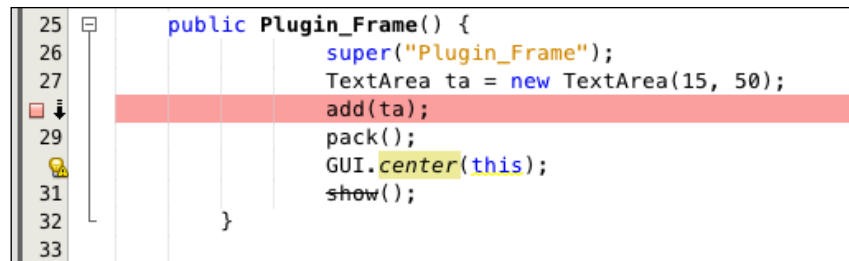 25 public Plugin_Frame() {
26 super("Plugin_Frame");
27 TextArea ta = new TextArea(15, 50);
add(ta);
29 pack();
GUI.center(this);
31 show();
32 }
33